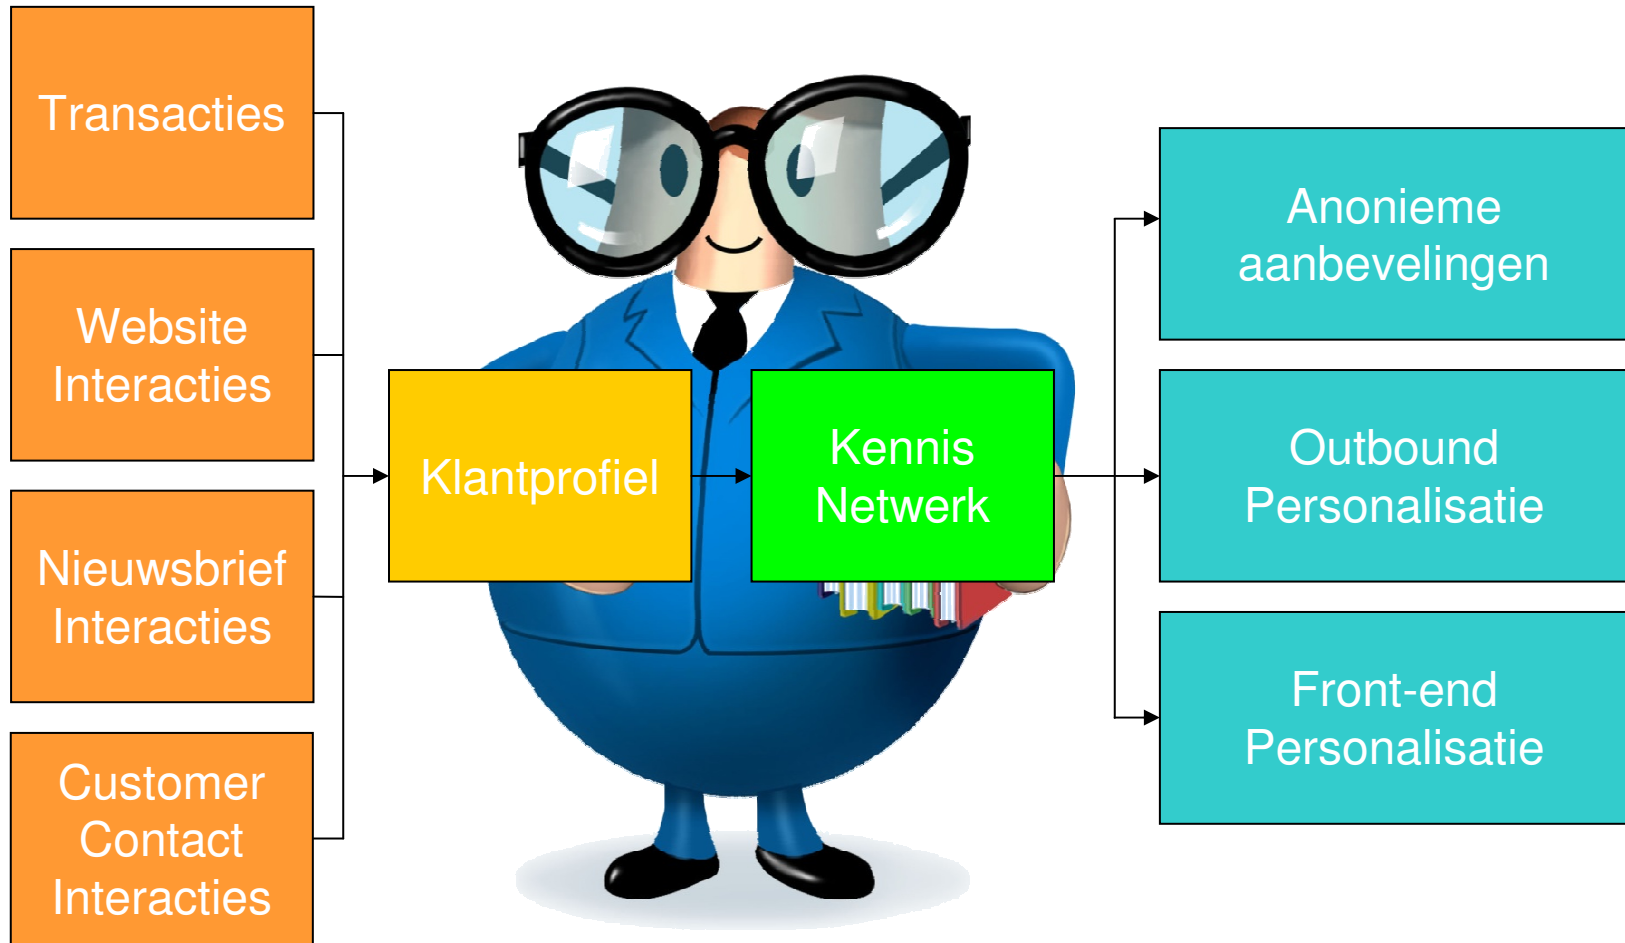 Transacties
Website
Interacties
Nieuwsbrief
Interacties
Customer
Contact
Interacties
Klantprofiel
Kennis
Netwerk
Anonieme
aanbevelingen
Outbound
Personalisatie
Front-end
Personalisatie